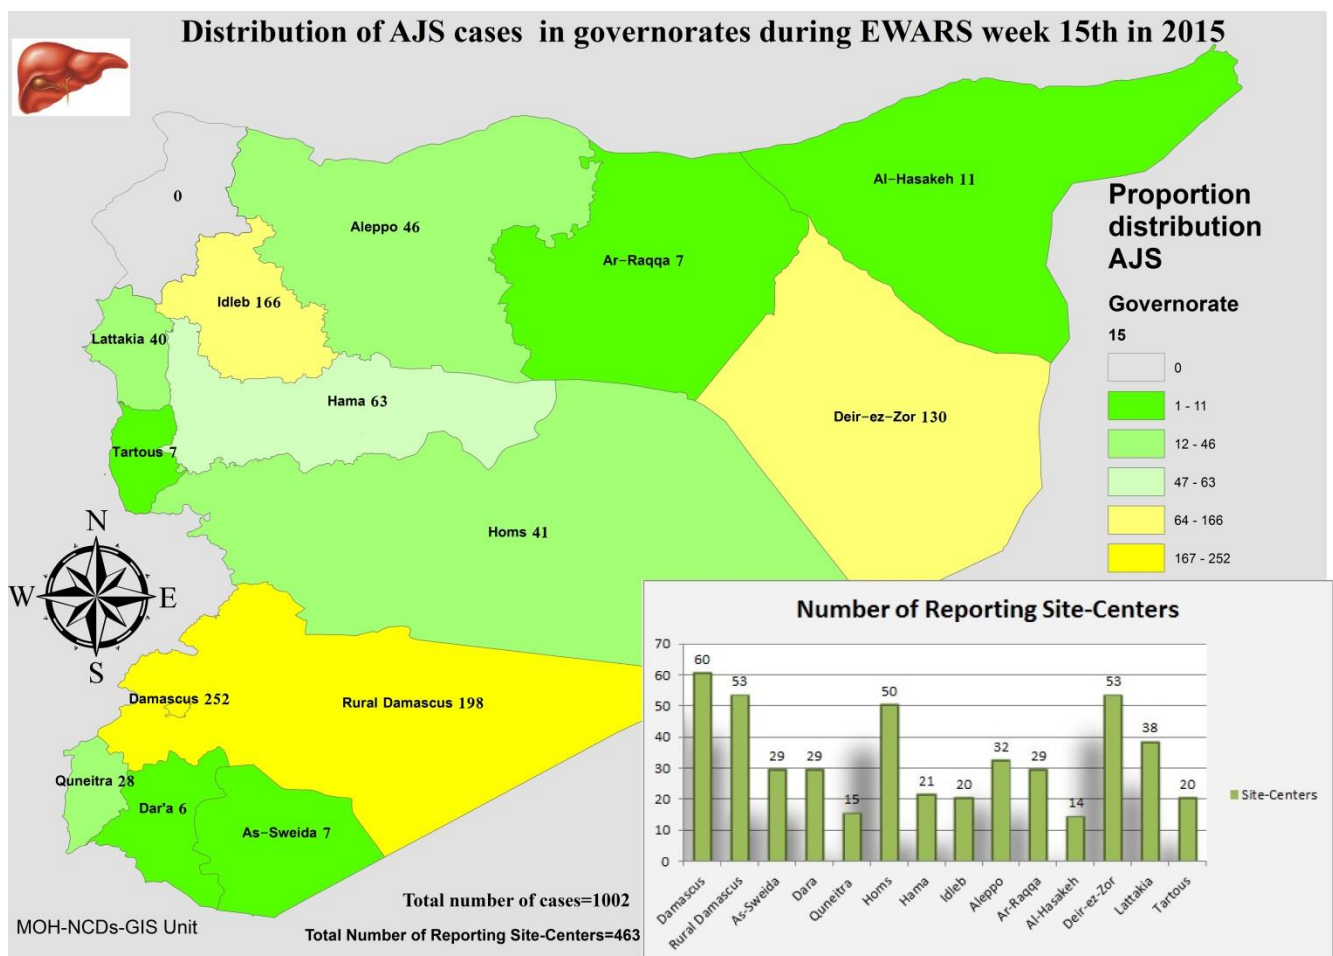 Distribution of AJS cases in governorates during EWARS week 15th in 2015
0
Aleppo 46
Al-Hasakeh 11
Ar-Raqqa 7
Idleb 166
Lattakia 40
Hama 63
Deir-ez-Zor 130
Tartous 7
Homs 41
N
W E
S
Damascus 252
Rural Damascus 198
Quneitra 28
Dar'a 6
As-Sweida 7
Proportion
distribution
AJS
Governorate
15
0
1 - 11
12 - 46
47 - 63
64 - 166
167 - 252
Total number of cases=1002
MOH-NCDs-GIS Unit
Total Number of Reporting Site-Centers=463
Number of Reporting Site-Centers
70
60
50
40
30
20
10
0
60 53 29 29 15 50 21 20 32 29 14 53 38 20
Damascus
Rural Damascus
As-Sweida
Dara
Quneitra
Homs
Hama
Idleb
Aleppo
Ar-Raqqa
Al-Hasakeh
Deir-ez-Zor
Lattakia
Tartous
Site-Centers